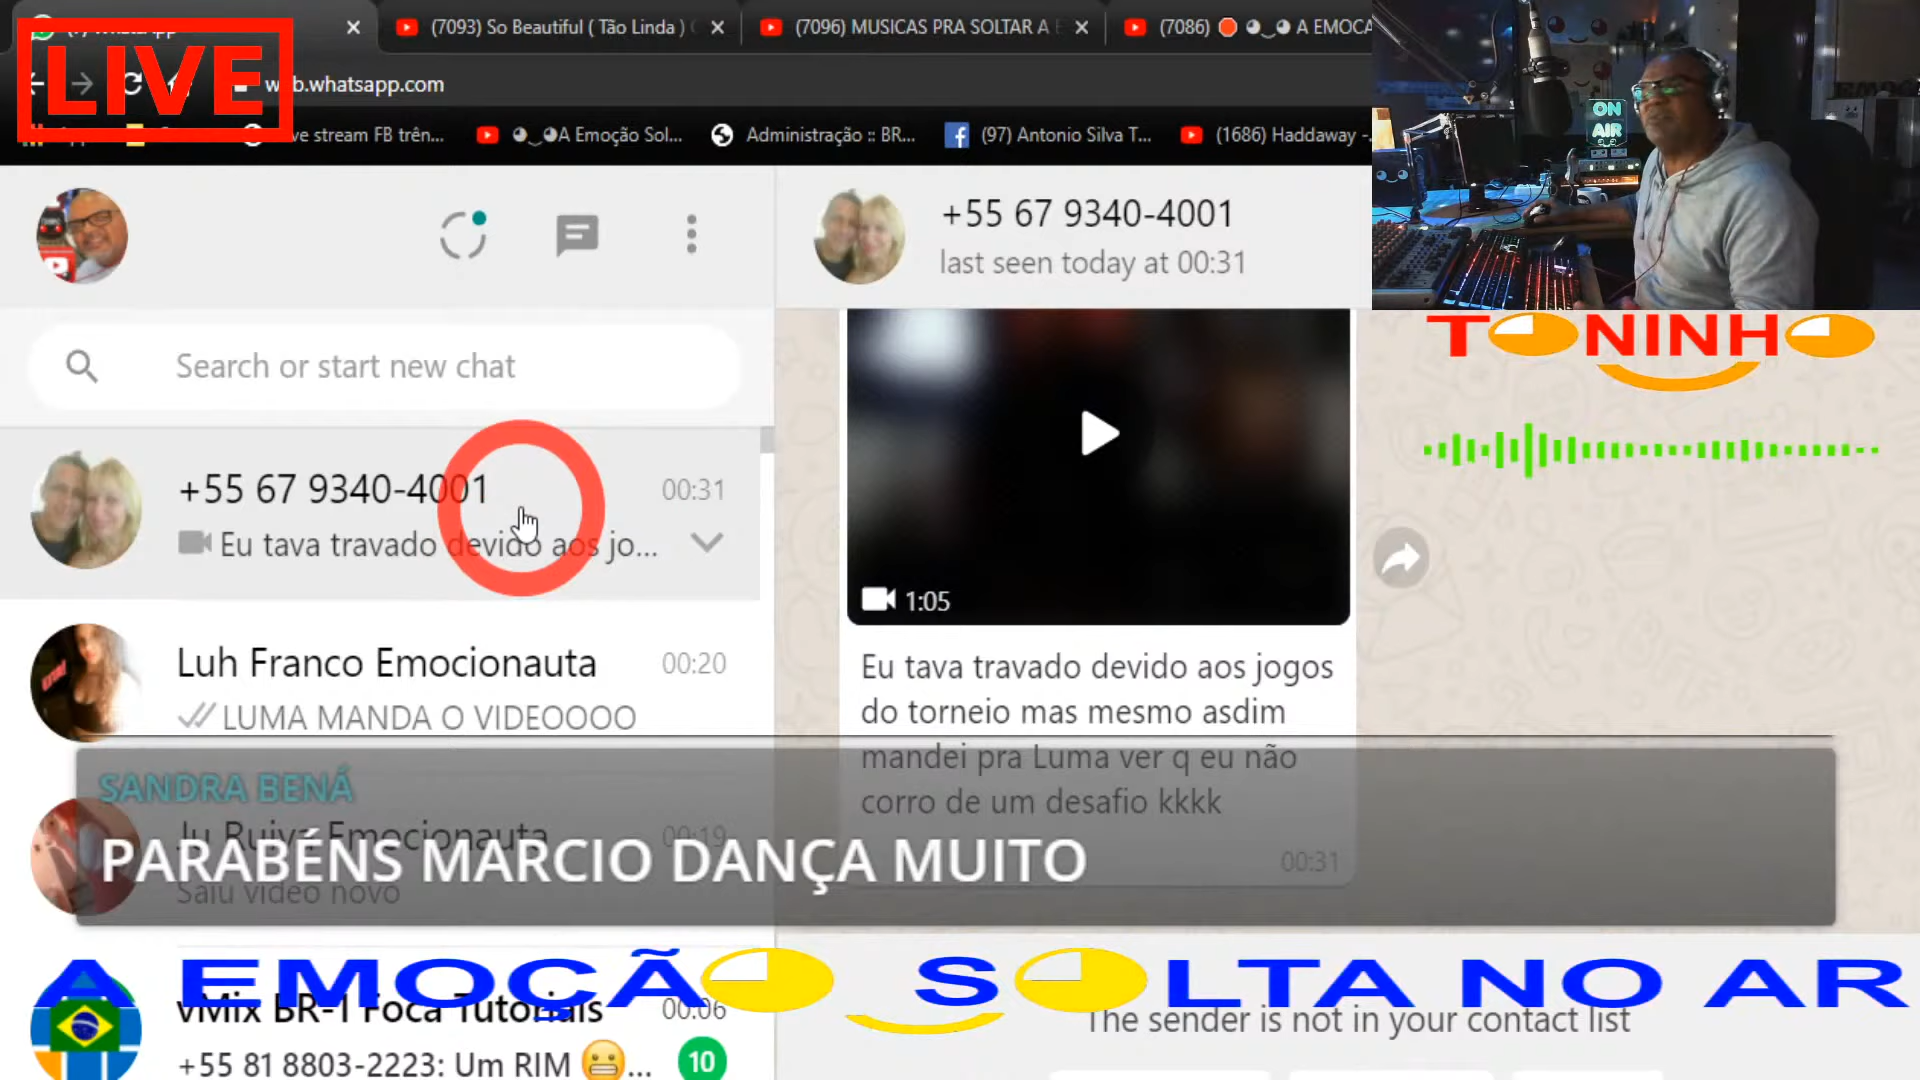 LIVE
(7093) So Beautiful ( Tão Linda )
(7096) MUSICAS PRA SOLTAR A
(7086) 🛑 ◕‿◕ A EMOCA
web.whatsapp.com
ve stream FB trên...
◕‿◕A Emoção Sol...
Administração :: BR...
(97) Antonio Silva T...
(1686) Haddaway -
ON
AIR
TONINHO
+55 67 9340-4001
last seen today at 00:31
Search or start new chat
+55 67 9340-4001
00:31
Eu tava travado devido aos jo...
Luh Franco Emocionauta
00:20
LUMA MANDA O VIDEOOOO
Ju Ruiva Emocionauta
00:19
Saiu video novo
vMix BR-1 Foca Tutoriais
00:06
+55 81 8803-2223: Um RIM 😬...
10
1:05
Eu tava travado devido aos jogos
do torneio mas mesmo asdim
mandei pra Luma ver q eu não
corro de um desafio kkkk
00:31
SANDRA BENÁ
PARABÉNS MARCIO DANÇA MUITO
A EMOÇÃO SOLTA NO AR
The sender is not in your contact list